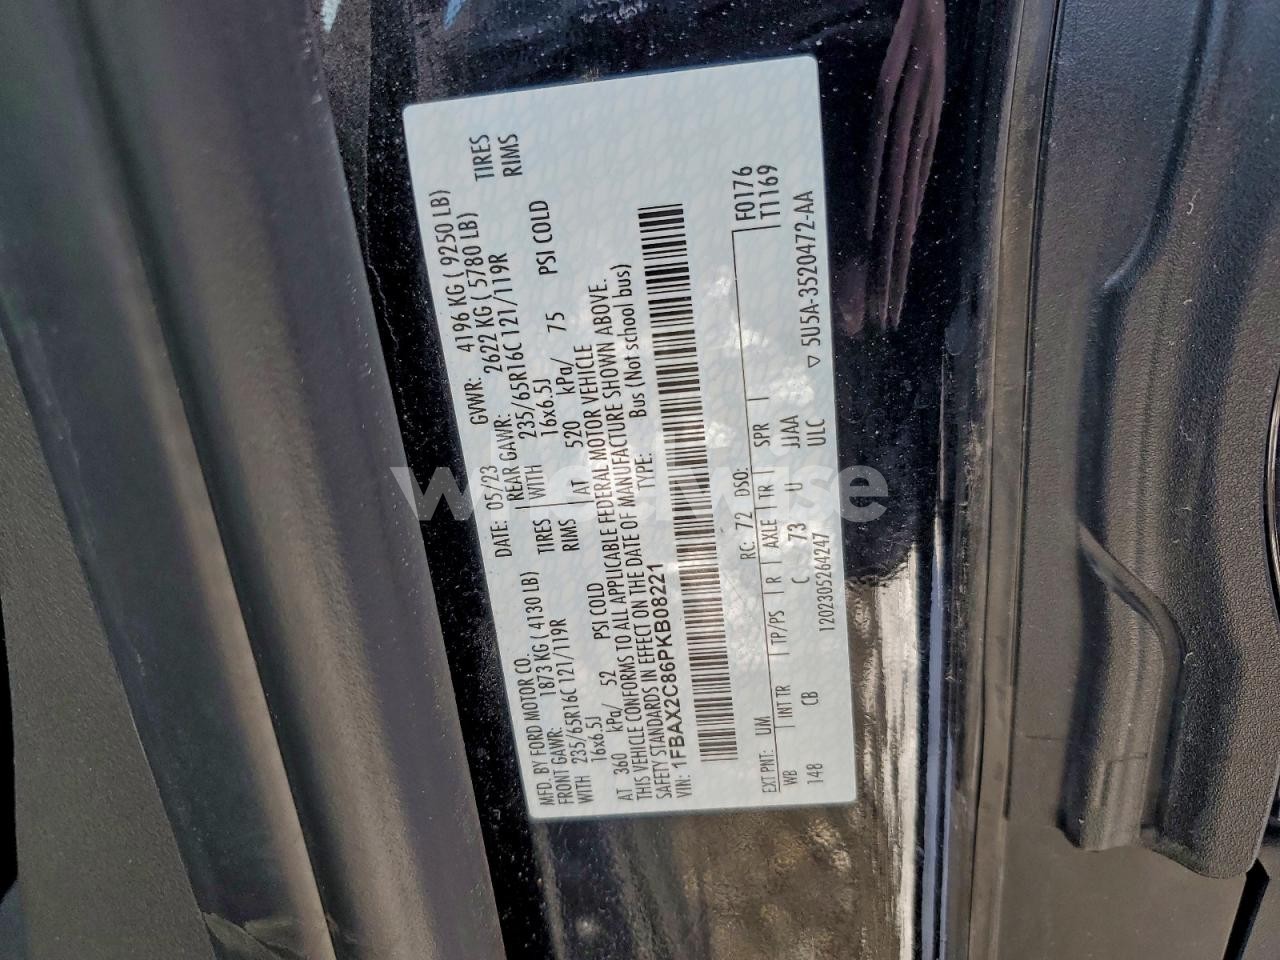 MFD. BY FORD MOTOR CO.
DATE: 05/23
GVWR: 4196 KG ( 9250 LB)
FRONT GAWR: 1873 KG ( 4130 LB)
REAR GAWR: 2622 KG ( 5780 LB)
WITH 235/65R16C 121/119R TIRES
WITH 235/65R16C 121/119R TIRES
16x6.5J RIMS
16x6.5J RIMS
AT 360 kPa/ 52 PSI COLD
AT 520 kPa/ 75 PSI COLD
THIS VEHICLE CONFORMS TO ALL APPLICABLE FEDERAL MOTOR VEHICLE
SAFETY STANDARDS IN EFFECT ON THE DATE OF MANUFACTURE SHOWN ABOVE.
VIN: 1FBAX2C86PKB08221
TYPE: Bus (Not school bus)
F0176
T1169
EXT PNT: UM RC: 72 DSO:
WB INT TR TP/PS R AXLE TR SPR
148 CB C 73 U JJAA
1202305264247 ULC
▽ 5U5A-3520472-AA
wheelwise